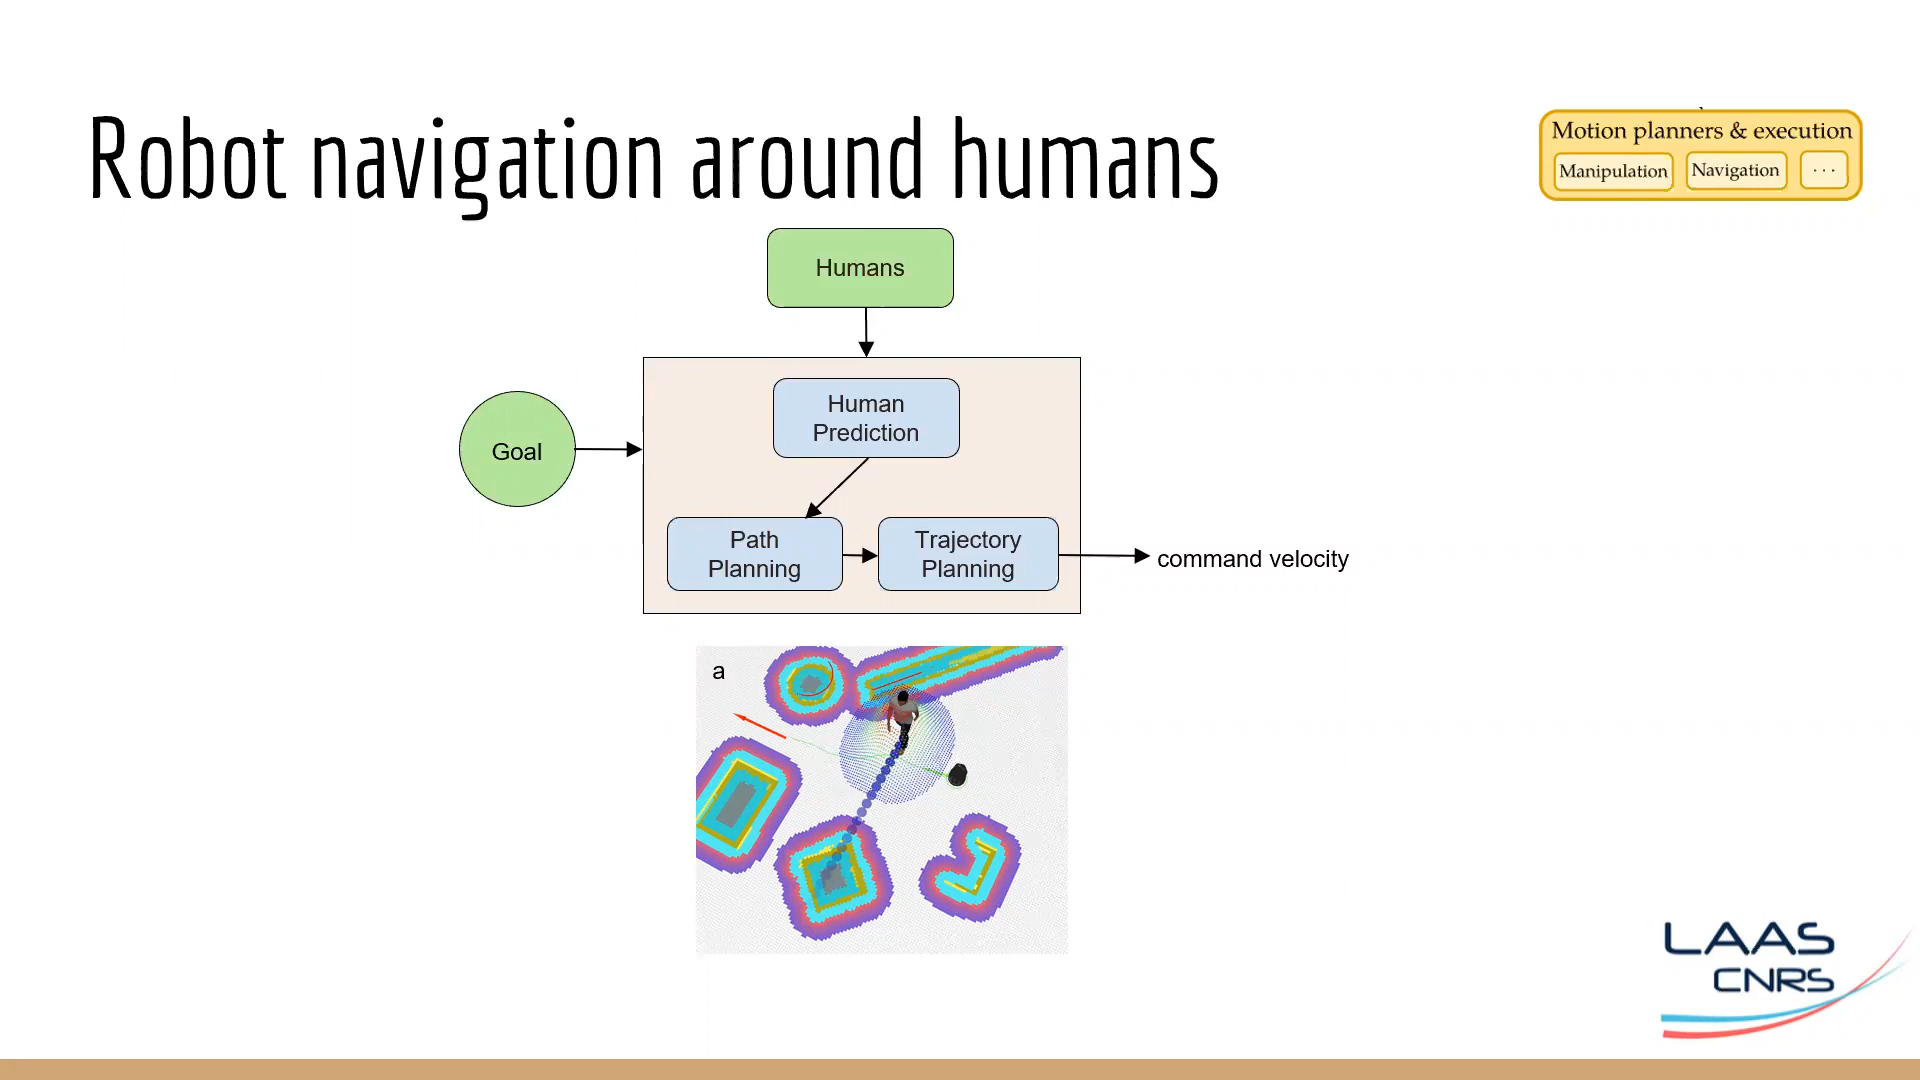 Robot navigation around humans
Motion planners & execution
Manipulation
Navigation
...
Humans
Goal
Human
Prediction
Path
Planning
Trajectory
Planning
command velocity
a
LAAS
CNRS